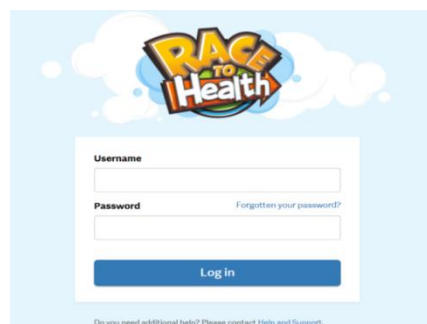 RACE
TO
Health
Username
Password Forgotten your password?
Log in
Do you need additional help? Please contact Help and Support.